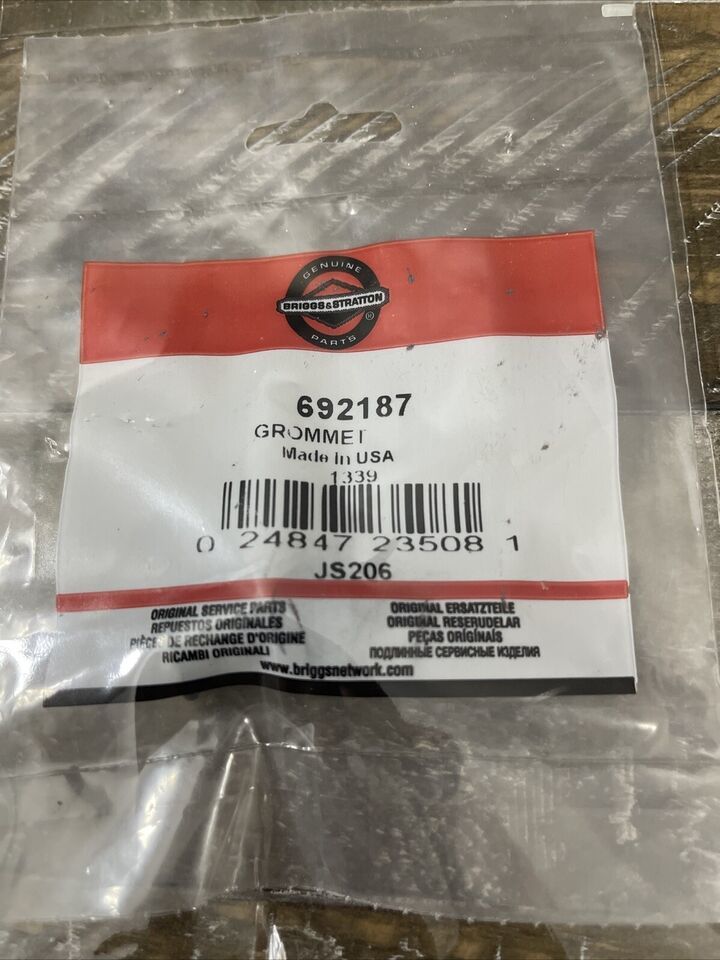 GENUINE
BRIGGS&STRATTON
®
PARTS
692187
GROMMET
Made In USA
1339
0 24847 23508 1
JS206
ORIGINAL SERVICE PARTS
REPUESTOS ORIGINALES
PIÈCES DE RECHANGE D'ORIGINE
RICAMBI ORIGINALI
ORIGINAL ERSATZTEILE
ORIGINAL RESERUDELAR
PEÇAS ORIGINAIS
ПОДЛИННЫЕ СЕРВИСНЫЕ ИЗДЕЛИЯ
www.briggsnetwork.com